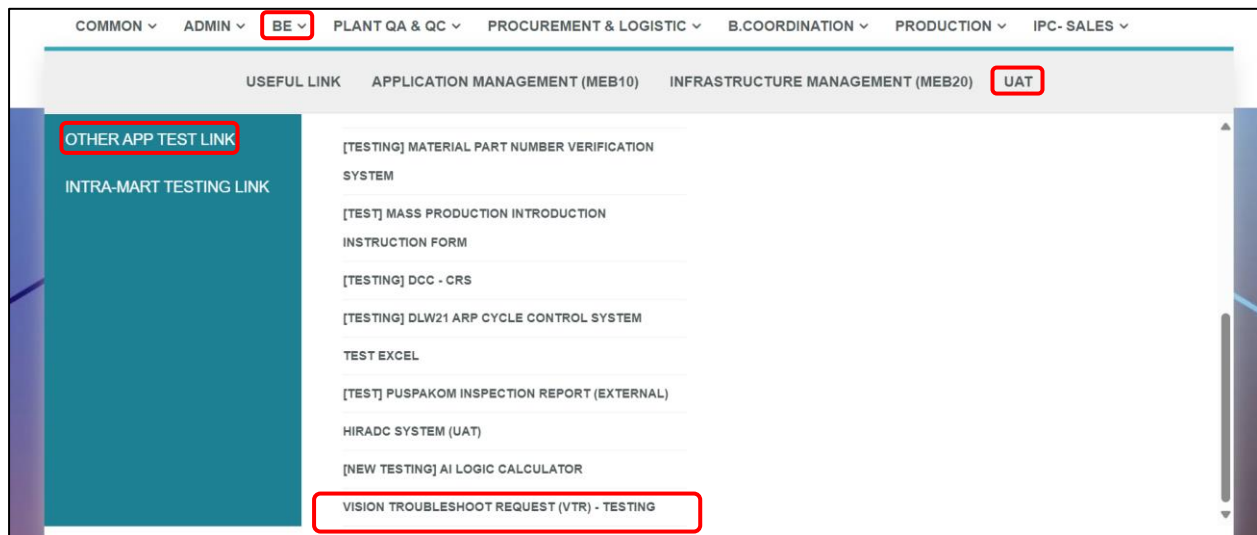 COMMON ADMIN BE PLANT QA & QC PROCUREMENT & LOGISTIC B.COORDINATION PRODUCTION IPC- SALES
USEFUL LINK APPLICATION MANAGEMENT (MEB10) INFRASTRUCTURE MANAGEMENT (MEB20) UAT
OTHER APP TEST LINK
INTRA-MART TESTING LINK
[TESTING] MATERIAL PART NUMBER VERIFICATION
SYSTEM
[TEST] MASS PRODUCTION INTRODUCTION
INSTRUCTION FORM
[TESTING] DCC - CRS
[TESTING] DLW21 ARP CYCLE CONTROL SYSTEM
TEST EXCEL
[TEST] PUSPAKOM INSPECTION REPORT (EXTERNAL)
HIRADC SYSTEM (UAT)
[NEW TESTING] AI LOGIC CALCULATOR
VISION TROUBLESHOOT REQUEST (VTR) - TESTING